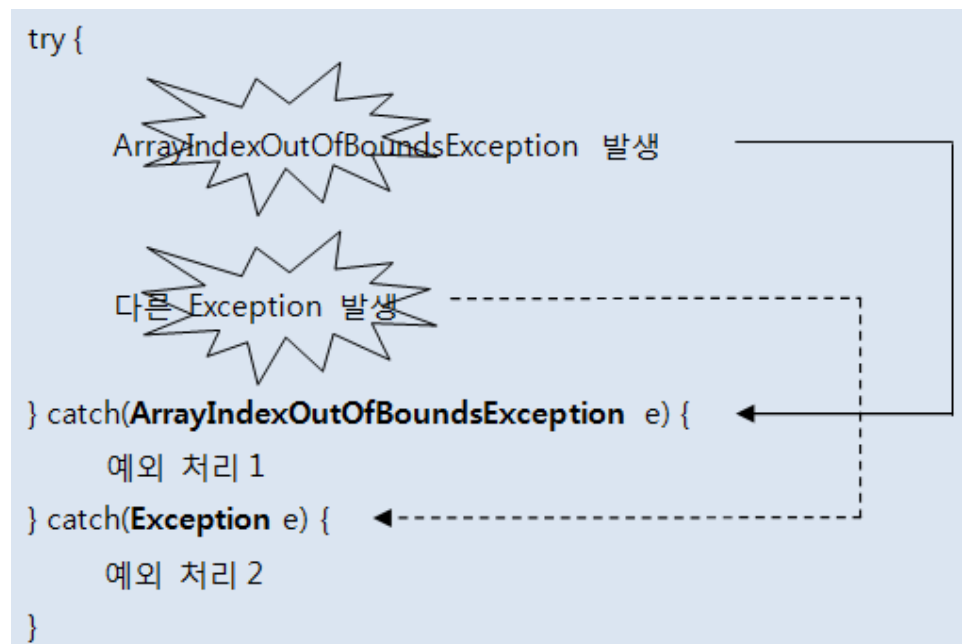 try {
ArrayIndexOutOfBoundsException 발생
다른 Exception 발생
} catch(ArrayIndexOutOfBoundsException e) {
예외 처리 1
} catch(Exception e) {
예외 처리 2
}